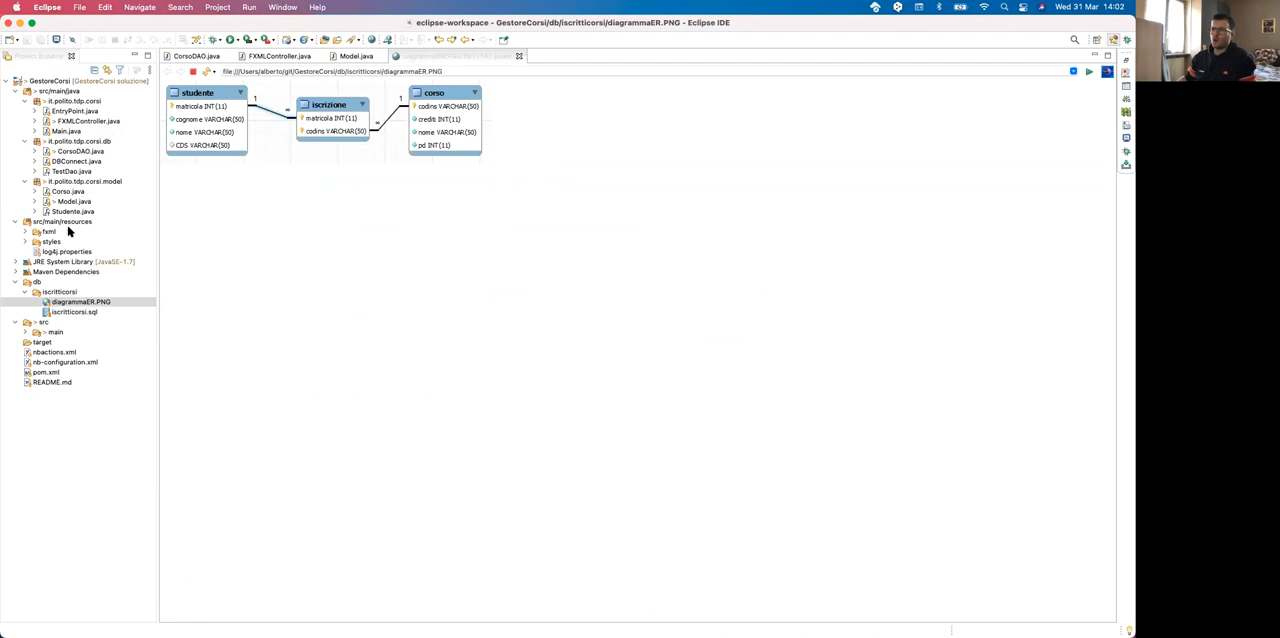 Eclipse File Edit Navigate Search Project Run Window Help Wed 31 Mar 14:02
eclipse-workspace - GestoreCorsi/db/iscritticorsi/diagrammaER.PNG - Eclipse IDE
Project Explorer
CorsoDAO.java
FXMLController.java
Model.java
file:///Users/alberto/git/GestoreCorsi/db/iscritticorsi/diagrammaER.PNG
GestoreCorsi [GestoreCorsi soluzione]
src/main/java
it.polito.tdp.corsi
EntryPoint.java
> FXMLController.java
Main.java
it.polito.tdp.corsi.db
> CorsoDAO.java
DBConnect.java
TestDao.java
it.polito.tdp.corsi.model
Corso.java
> Model.java
Studente.java
src/main/resources
fxml
styles
log4j.properties
JRE System Library [JavaSE-1.7]
Maven Dependencies
db
iscritticorsi
diagrammaER.PNG
iscritticorsi.sql
> src
> main
target
nbactions.xml
nb-configuration.xml
pom.xml
README.md
studente
matricola INT(11)
cognome VARCHAR(50)
nome VARCHAR(50)
CDS VARCHAR(50)
1
∞
iscrizione
matricola INT(11)
codins VARCHAR(50)
∞
1
corso
codins VARCHAR(50)
crediti INT(11)
nome VARCHAR(50)
pd INT(11)